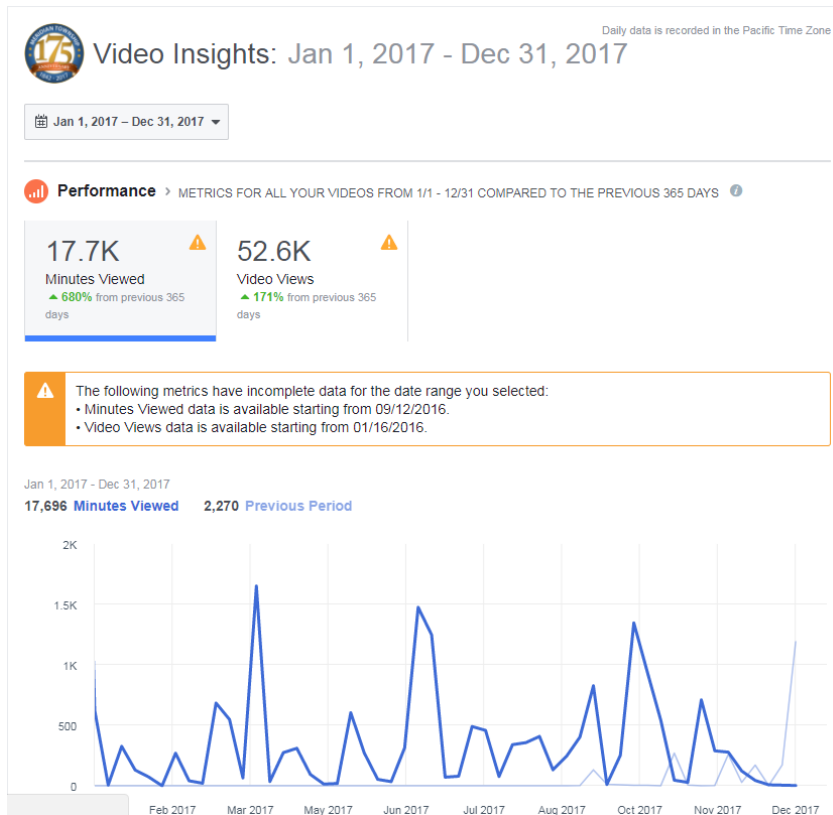 Daily data is recorded in the Pacific Time Zone
MERIDIAN TOWNSHIP
175
Video Insights: Jan 1, 2017 - Dec 31, 2017
Jan 1, 2017 – Dec 31, 2017
Performance > METRICS FOR ALL YOUR VIDEOS FROM 1/1 - 12/31 COMPARED TO THE PREVIOUS 365 DAYS
17.7K
Minutes Viewed
680% from previous 365
days
52.6K
Video Views
171% from previous 365
days
The following metrics have incomplete data for the date range you selected:
• Minutes Viewed data is available starting from 09/12/2016.
• Video Views data is available starting from 01/16/2016.
Jan 1, 2017 - Dec 31, 2017
17,696 Minutes Viewed 2,270 Previous Period
2K
1.5K
1K
500
0
Feb 2017 Mar 2017 May 2017 Jun 2017 Jul 2017 Aug 2017 Oct 2017 Nov 2017 Dec 2017